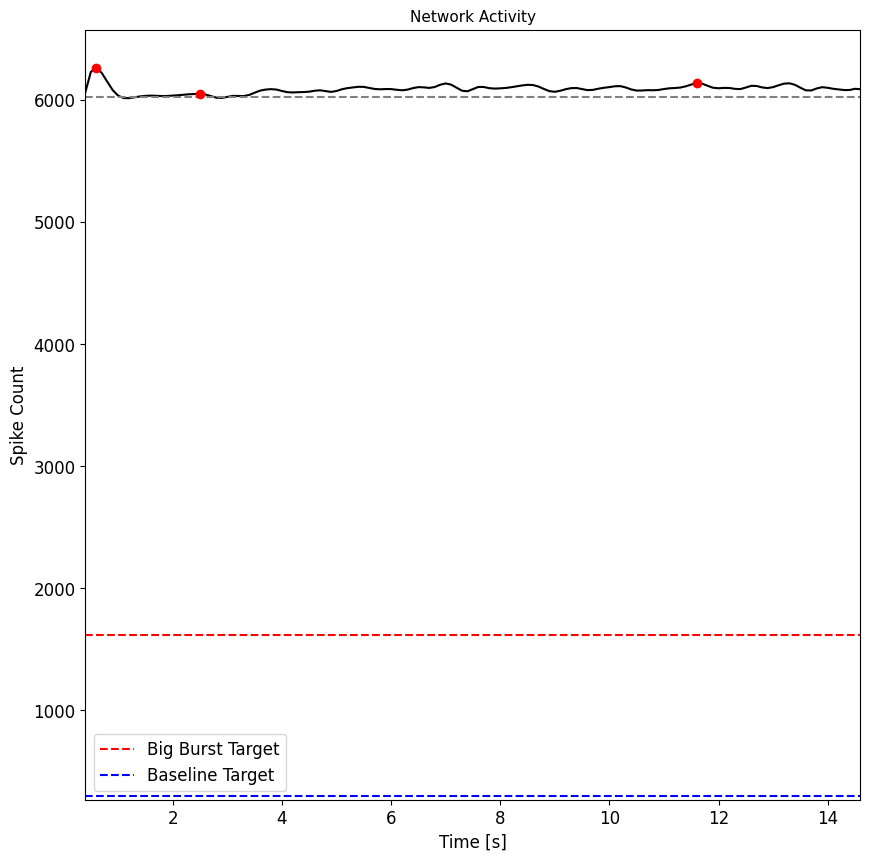 Network Activity
6000
5000
4000
3000
2000
1000
Spike Count
Big Burst Target
Baseline Target
2 4 6 8 10 12 14
Time [s]